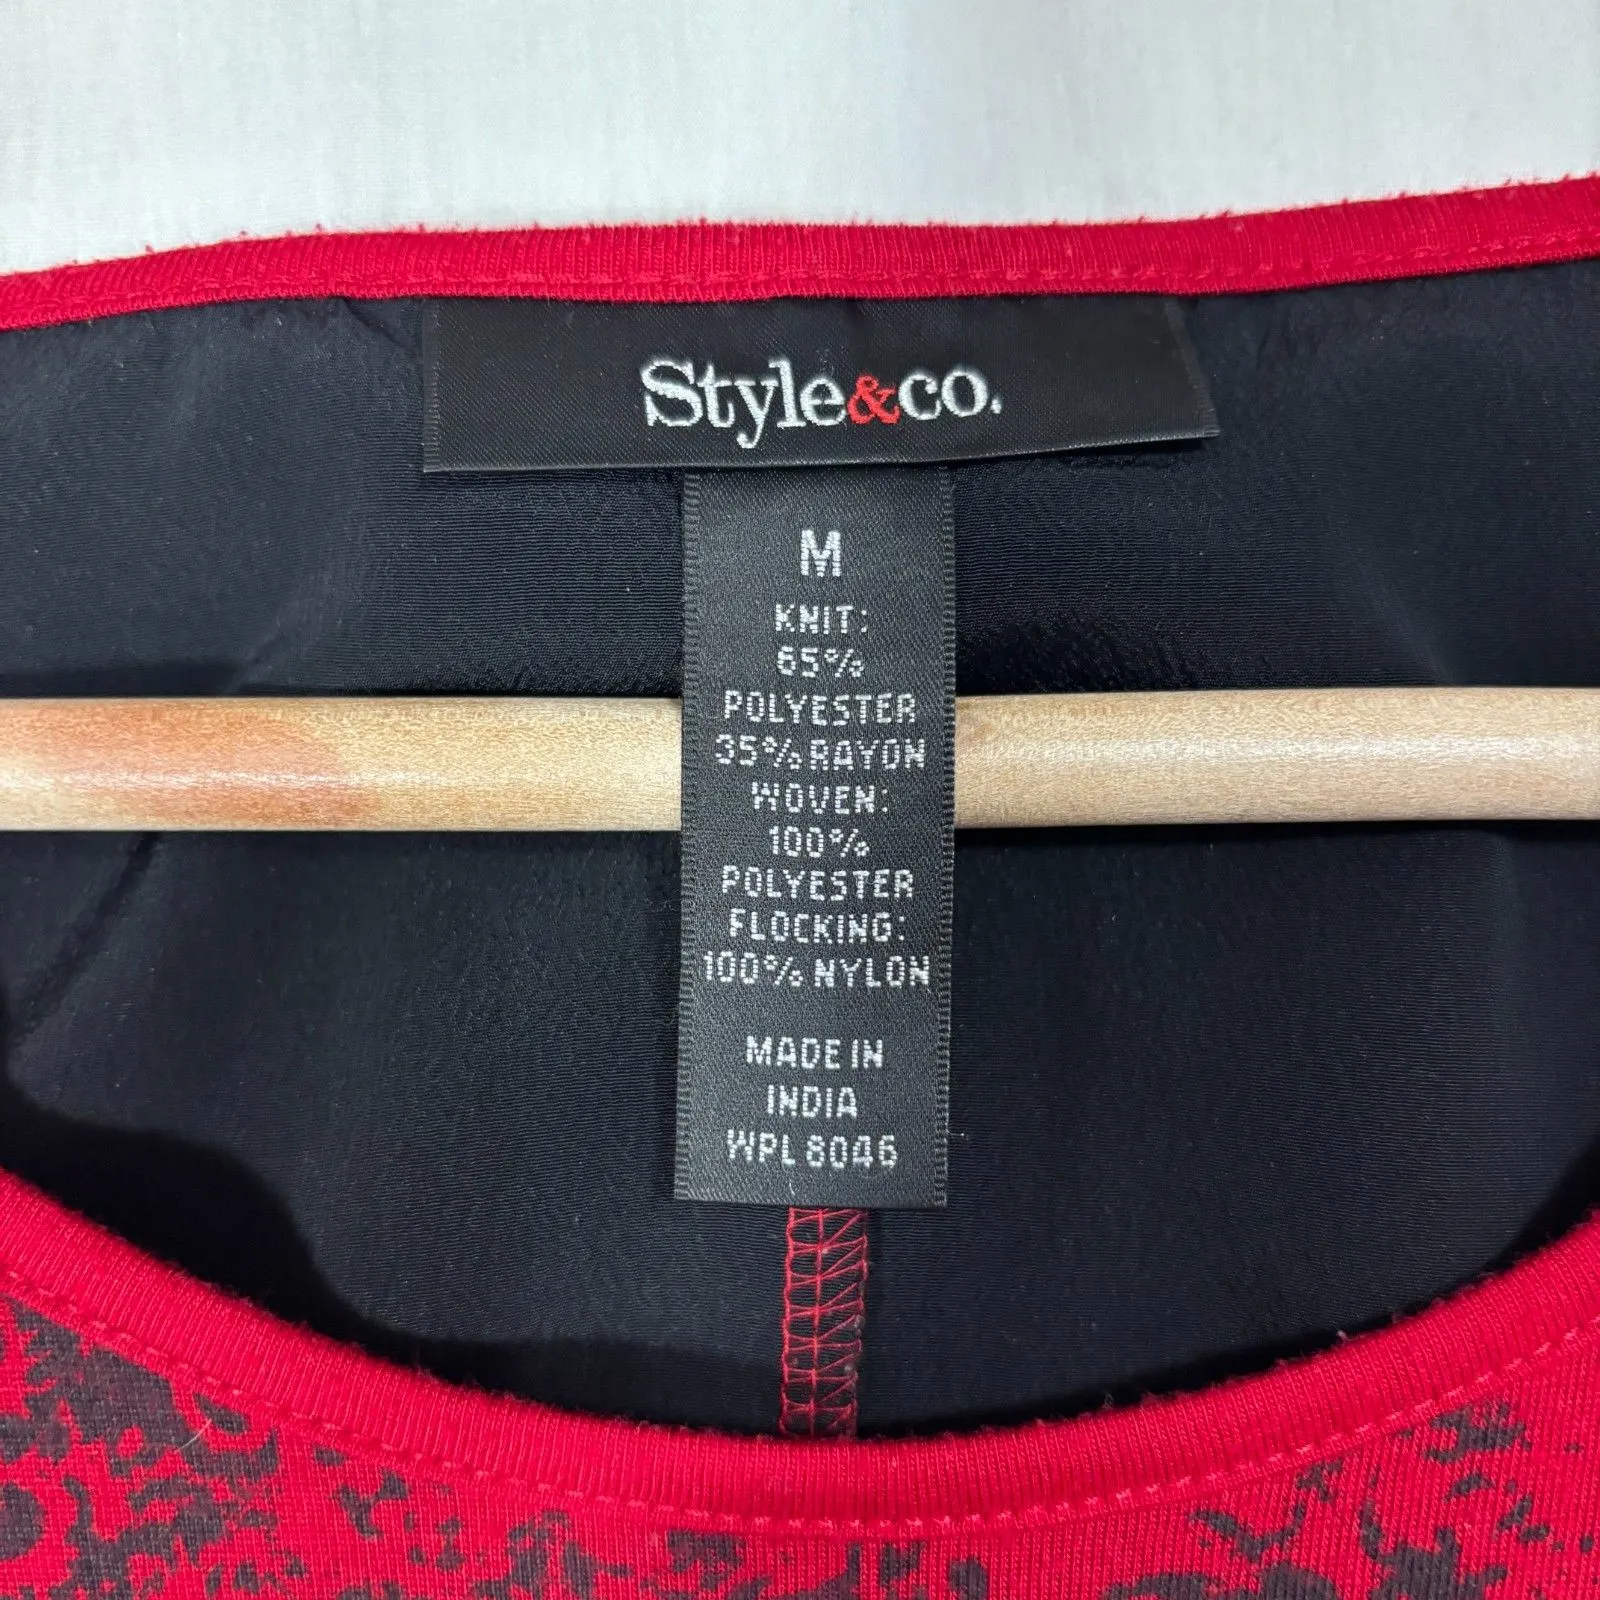 Style&co.
M
KNIT:
65%
POLYESTER
35% RAYON
WOVEN:
100%
POLYESTER
FLOCKING:
100% NYLON
MADE IN
INDIA
WPL 8046